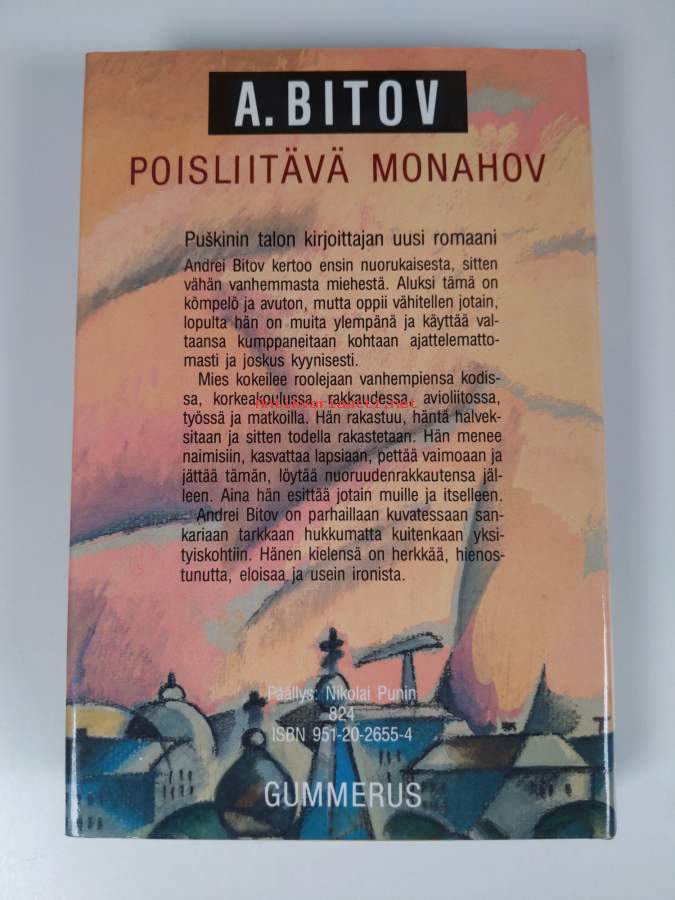 A. BITOV
POISLIITÄVÄ MONAHOV
Puškinin talon kirjoittajan uusi romaani
Andrei Bitov kertoo ensin nuorukaisesta, sitten
vähän vanhemmasta miehestä. Aluksi tämä on
kömpelö ja avuton, mutta oppii vähitellen jotain,
lopulta hän on muita ylempänä ja käyttää val-
taansa kumppaneitaan kohtaan ajattelematto-
masti ja joskus kyynisesti.
Mies kokeilee roolejaan vanhempiensa kodis-
sa, korkeakoulussa, rakkaudessa, avioliitossa,
antikvariaatti.net
työssä ja matkoilla. Hän rakastuu, häntä halvek-
sitaan ja sitten todella rakastetaan. Hän menee
naimisiin, kasvattaa lapsiaan, pettää vaimoaan ja
jättää tämän, löytää nuoruudenrakkautensa jäl-
leen. Aina hän esittää jotain muille ja itselleen.
Andrei Bitov on parhaillaan kuvatessaan san-
kariaan tarkkaan hukkumatta kuitenkaan yksi-
tyiskohtiin. Hänen kielensä on herkkää, hienos-
tunutta, eloisaa ja usein ironista.
Päällys: Nikolai Punin
824
ISBN 951-20-2655-4
GUMMERUS